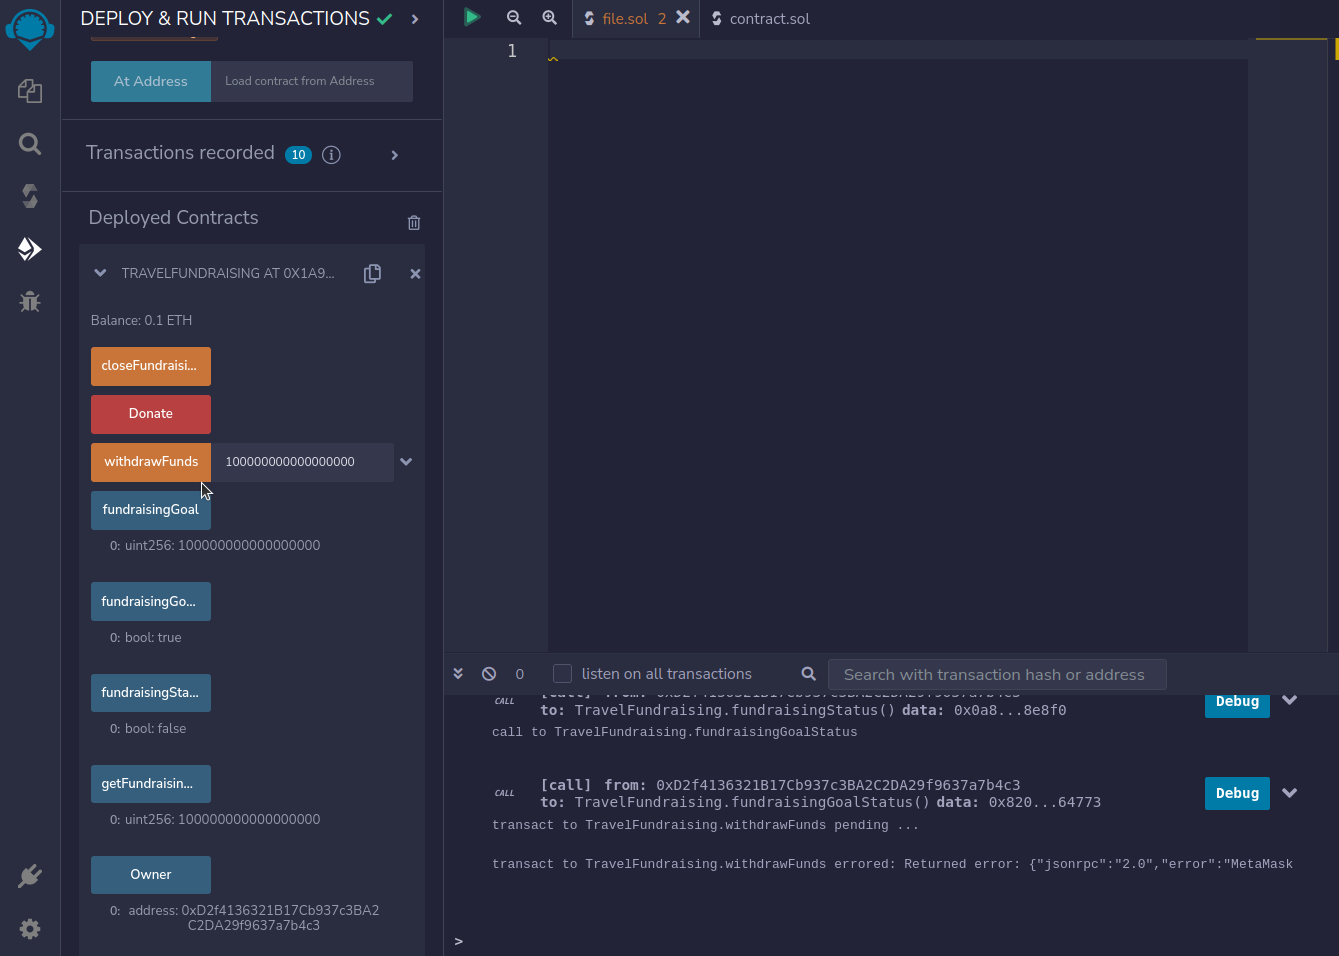 DEPLOY & RUN TRANSACTIONS
At Address
Load contract from Address
Transactions recorded 10
Deployed Contracts
TRAVELFUNDRAISING AT 0X1A9...
Balance: 0.1 ETH
closeFundraisi...
Donate
withdrawFunds
100000000000000000
fundraisingGoal
0: uint256: 100000000000000000
fundraisingGo...
0: bool: true
fundraisingSta...
0: bool: false
getFundraisin...
0: uint256: 100000000000000000
Owner
0: address: 0xD2f4136321B17Cb937c3BA2
C2DA29f9637a7b4c3
file.sol 2
contract.sol
1
0
listen on all transactions
Search with transaction hash or address
CALL
[call] from: 0xD2f4136321B17Cb937c3BA2C2DA29f9637a7b4c3
to: TravelFundraising.fundraisingStatus() data: 0x0a8...8e8f0
Debug
call to TravelFundraising.fundraisingGoalStatus
CALL
[call] from: 0xD2f4136321B17Cb937c3BA2C2DA29f9637a7b4c3
to: TravelFundraising.fundraisingGoalStatus() data: 0x820...64773
Debug
transact to TravelFundraising.withdrawFunds pending ...
transact to TravelFundraising.withdrawFunds errored: Returned error: {"jsonrpc":"2.0","error":"MetaMask
>